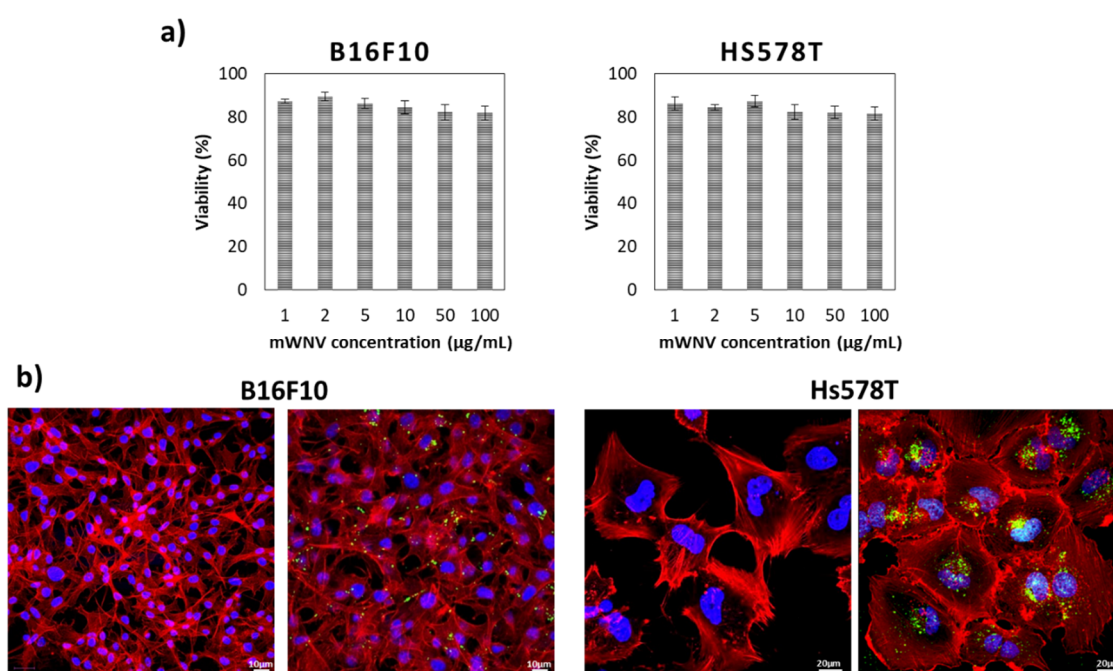 a)
B16F10
HS578T
100
80
60
40
20
0
Viability (%)
1 2 5 10 50 100
mWNV concentration (µg/mL)
100
80
60
40
20
0
Viability (%)
1 2 5 10 50 100
mWNV concentration (µg/mL)
b)
B16F10
Hs578T
10µm
10µm
20µm
20µ